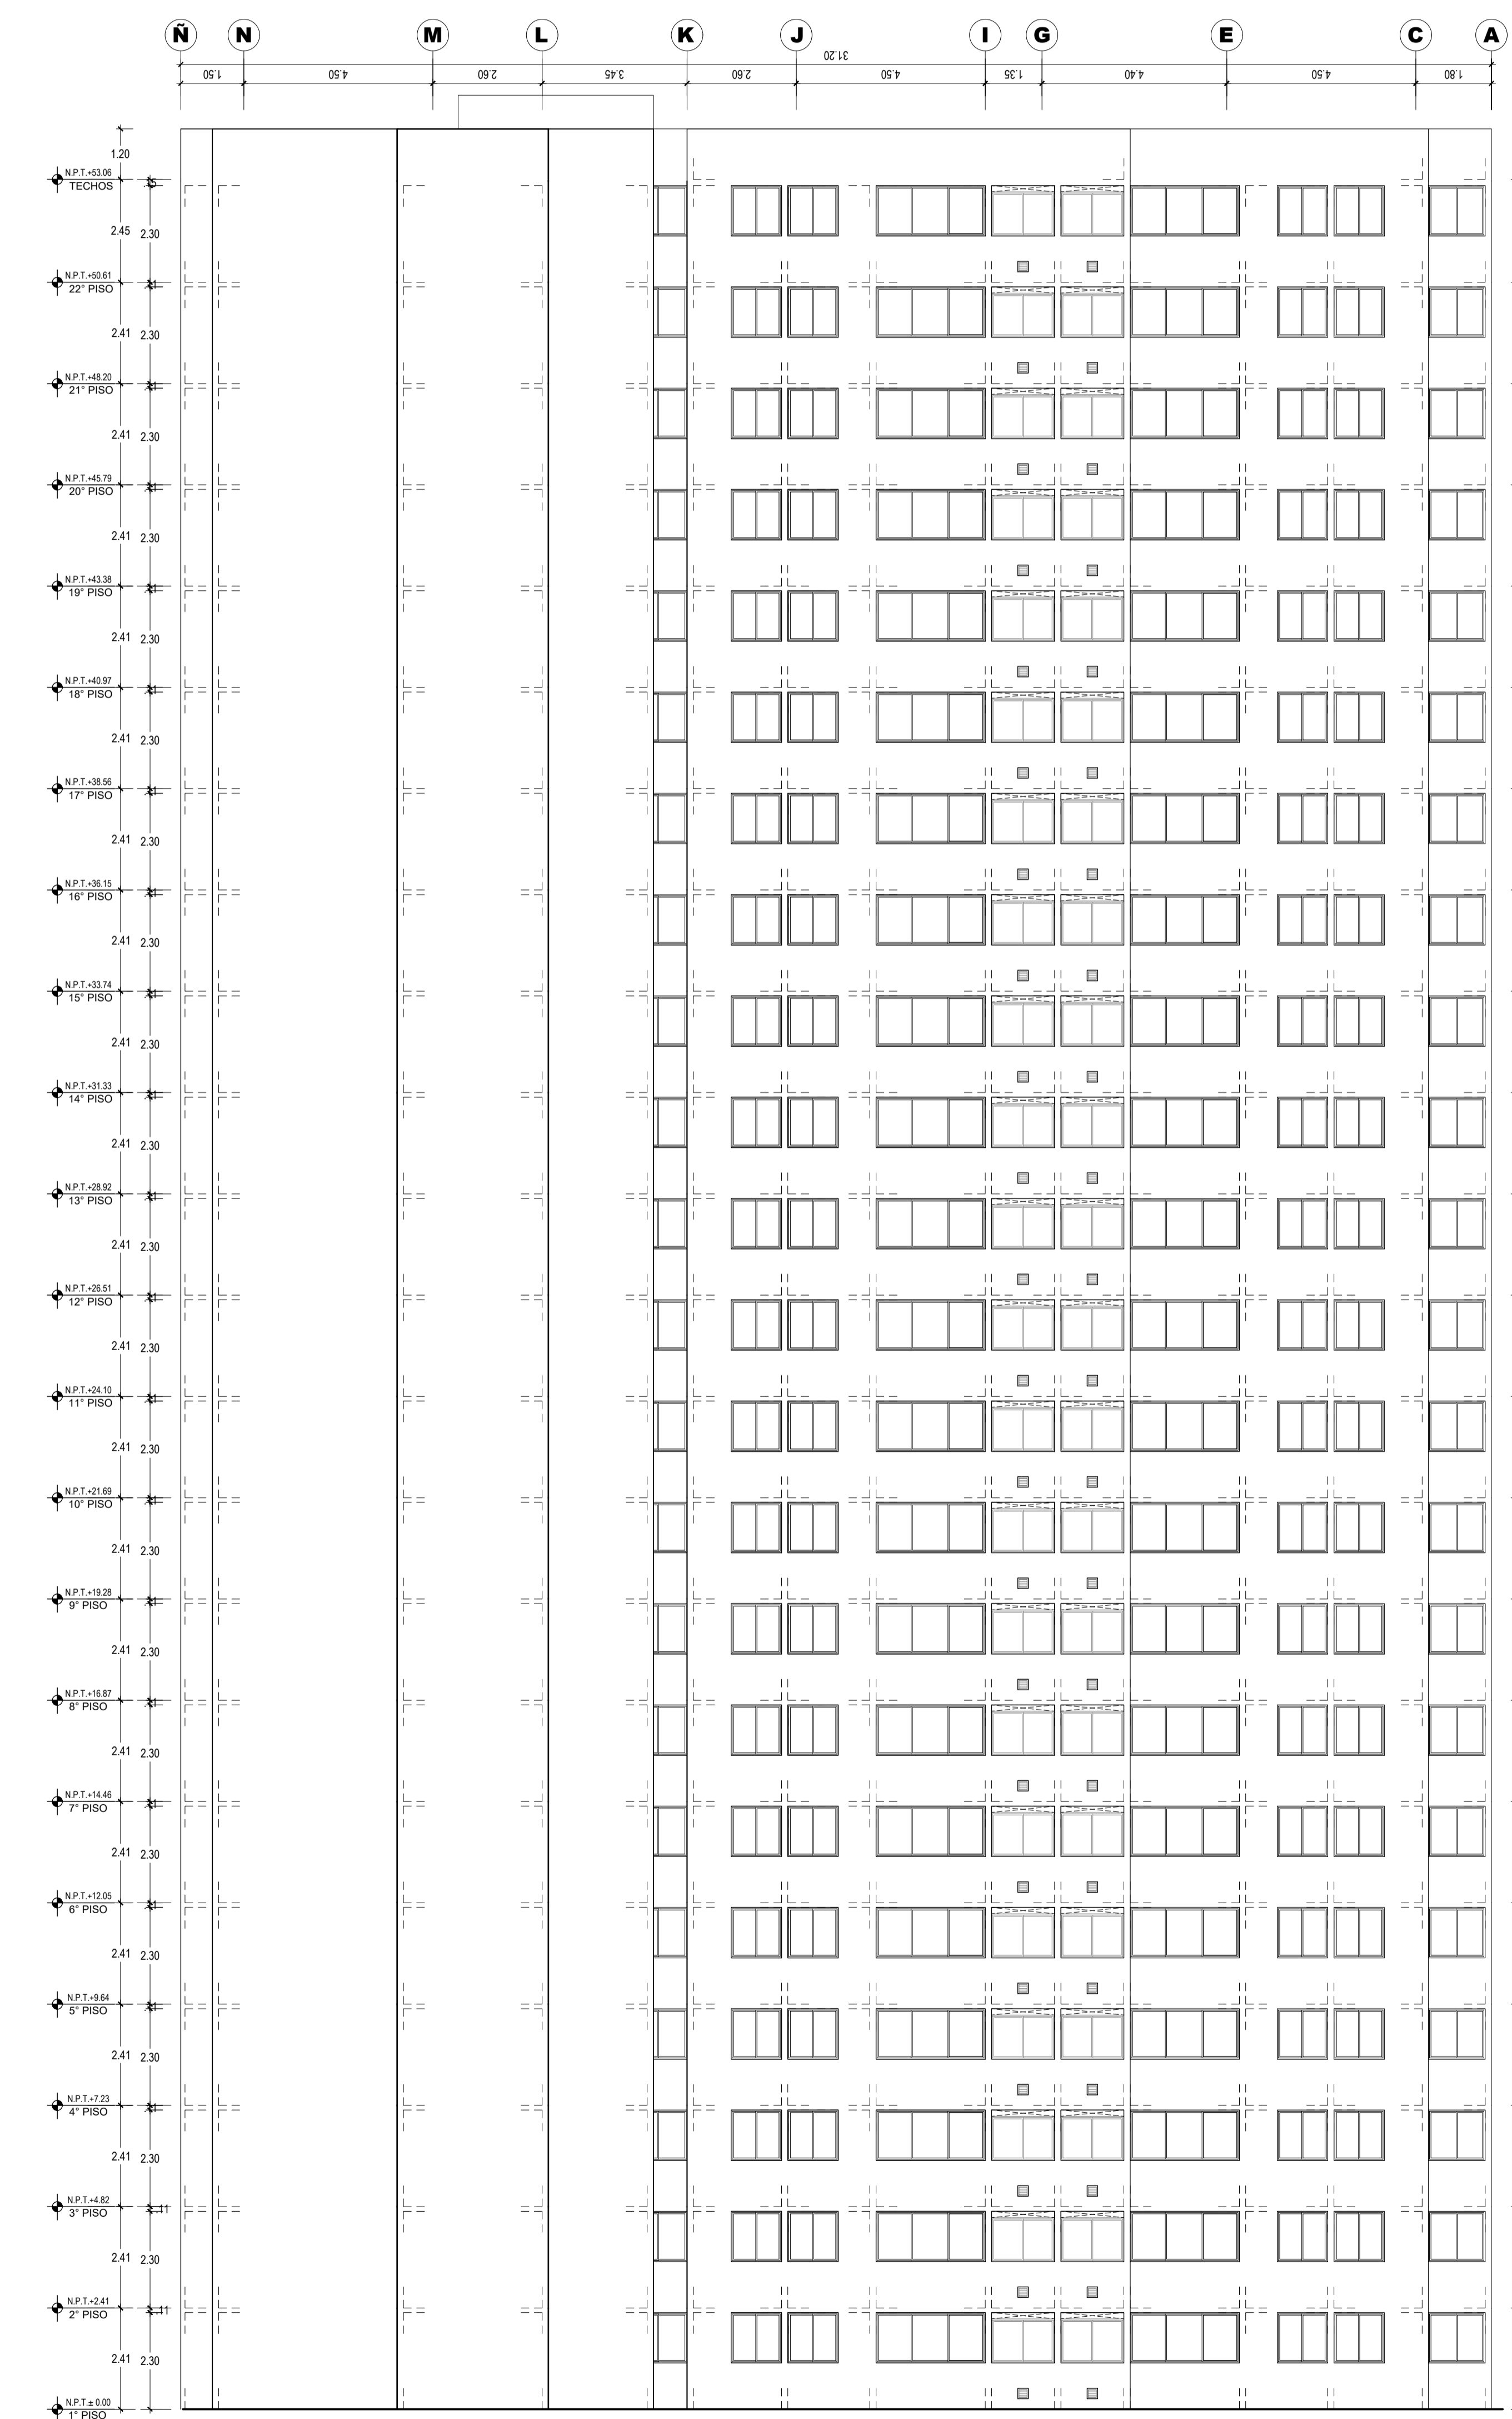 Ñ N M L K J I G E C A
31.20
1.50 4.50 2.60 3.45 2.60 4.50 1.35 4.40 4.50 1.80
1.20
N.P.T.+53.06
TECHOS
2.45 2.30
N.P.T.+50.61
22° PISO
2.41 2.30
N.P.T.+48.20
21° PISO
2.41 2.30
N.P.T.+45.79
20° PISO
2.41 2.30
N.P.T.+43.38
19° PISO
2.41 2.30
N.P.T.+40.97
18° PISO
2.41 2.30
N.P.T.+38.56
17° PISO
2.41 2.30
N.P.T.+36.15
16° PISO
2.41 2.30
N.P.T.+33.74
15° PISO
2.41 2.30
N.P.T.+31.33
14° PISO
2.41 2.30
N.P.T.+28.92
13° PISO
2.41 2.30
N.P.T.+26.51
12° PISO
2.41 2.30
N.P.T.+24.10
11° PISO
2.41 2.30
N.P.T.+21.69
10° PISO
2.41 2.30
N.P.T.+19.28
9° PISO
2.41 2.30
N.P.T.+16.87
8° PISO
2.41 2.30
N.P.T.+14.46
7° PISO
2.41 2.30
N.P.T.+12.05
6° PISO
2.41 2.30
N.P.T.+9.64
5° PISO
2.41 2.30
N.P.T.+7.23
4° PISO
2.41 2.30
N.P.T.+4.82
3° PISO
.11
2.41 2.30
N.P.T.+2.41
2° PISO
.11
2.41 2.30
N.P.T.± 0.00
1° PISO